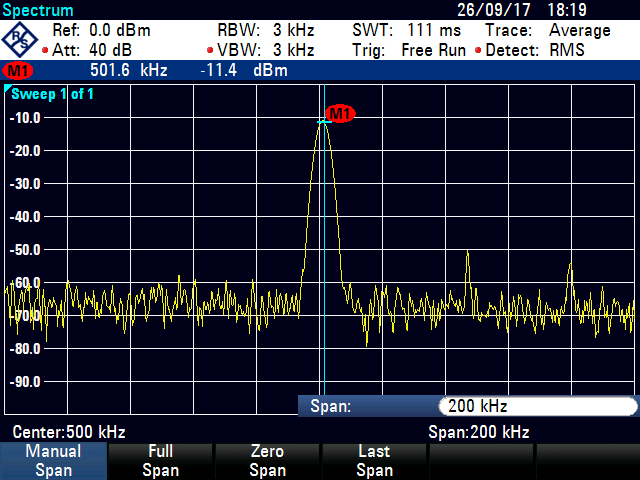 Spectrum 26/09/17 18:19
R&S Ref: 0.0 dBm RBW: 3 kHz SWT: 111 ms Trace: Average
Att: 40 dB VBW: 3 kHz Trig: Free Run Detect: RMS
M1 501.6 kHz -11.4 dBm
Sweep 1 of 1
M1
-10.0
-20.0
-30.0
-40.0
-50.0
-60.0
-70.0
-80.0
-90.0
Span: 200 kHz
Center:500 kHz Span:200 kHz
Manual Span
Full Span
Zero Span
Last Span